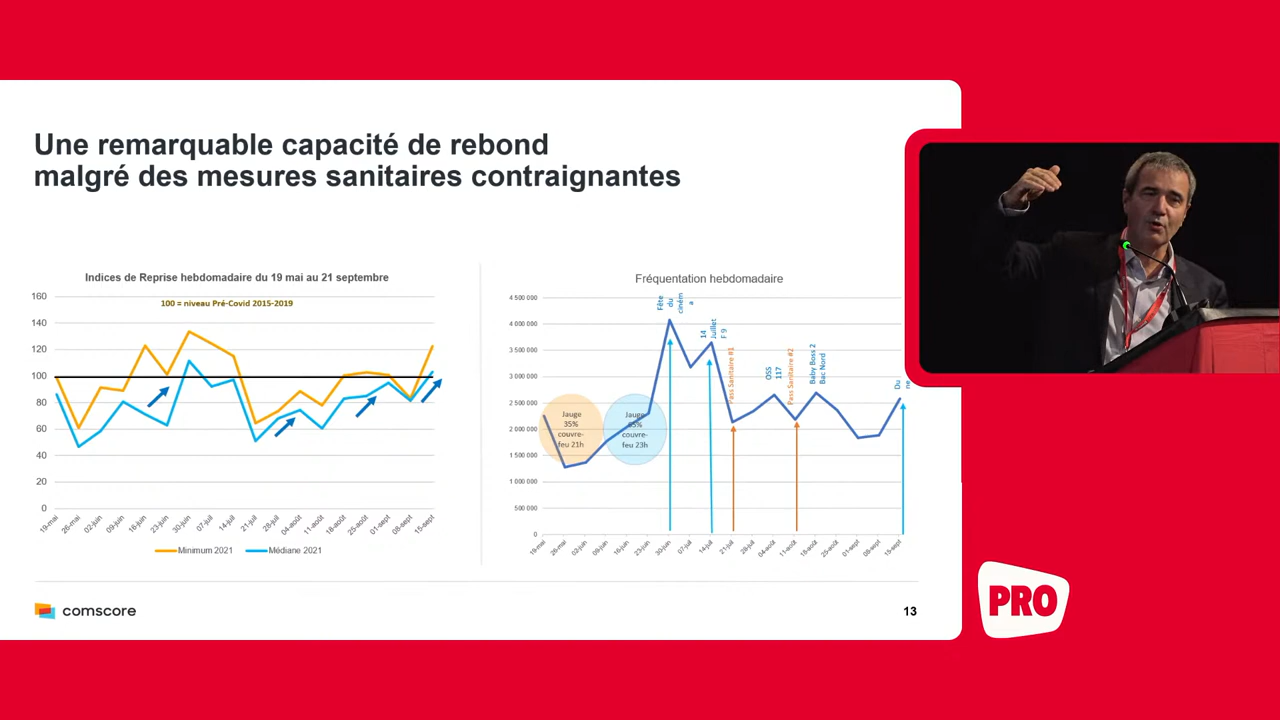 Une remarquable capacité de rebond
malgré des mesures sanitaires contraignantes
Indices de Reprise hebdomadaire du 19 mai au 21 septembre
100 = niveau Pré-Covid 2015-2019
160
140
120
100
80
60
40
20
0
19-mai
26-mai
02-juin
09-juin
16-juin
23-juin
30-juin
07-juil
14-juil
21-juil
28-juil
04-août
11-août
18-août
25-août
01-sept
08-sept
15-sept
Minimum 2021
Médiane 2021
Fréquentation hebdomadaire
4 500 000
4 000 000
3 500 000
3 000 000
2 500 000
2 000 000
1 500 000
1 000 000
500 000
0
Jauge
35%
couvre-
feu 21h
Jauge
65%
couvre-
feu 23h
Fête
du
ciném
a
14
Juillet
F 9
Pass Sanitaire #1
OSS
117
Pass Sanitaire #2
Baby Boss 2
Bac Nord
Du
ne
19-mai
26-mai
02-juin
09-juin
16-juin
23-juin
30-juin
07-juil
14-juil
21-juil
28-juil
04-août
11-août
18-août
25-août
01-sept
08-sept
15-sept
comscore
13
PRO